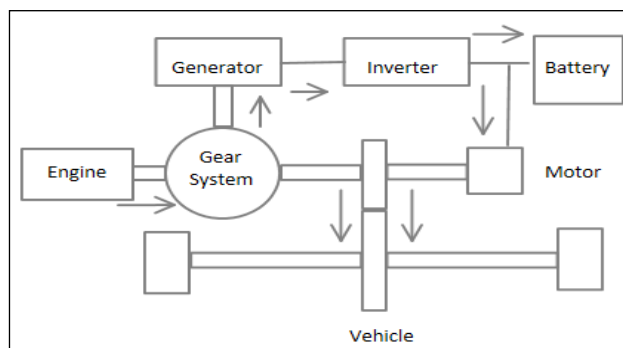 Generator
Inverter
Battery
Engine
Gear
System
Motor
Vehicle